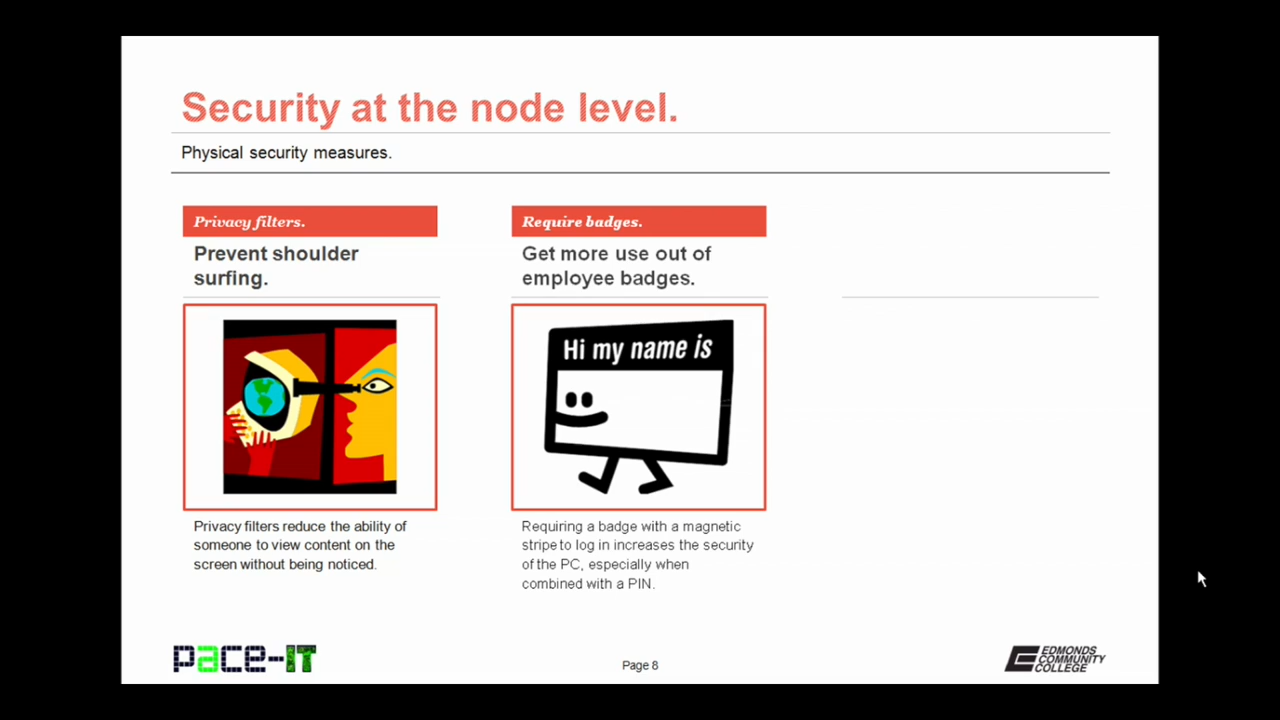 Security at the node level.
Physical security measures.
Privacy filters.
Prevent shoulder
surfing.
Privacy filters reduce the ability of
someone to view content on the
screen without being noticed.
Require badges.
Get more use out of
employee badges.
Hi my name is
Requiring a badge with a magnetic
stripe to log in increases the security
of the PC, especially when
combined with a PIN.
pace-IT
Page 8
EDMONDS
COMMUNITY
COLLEGE